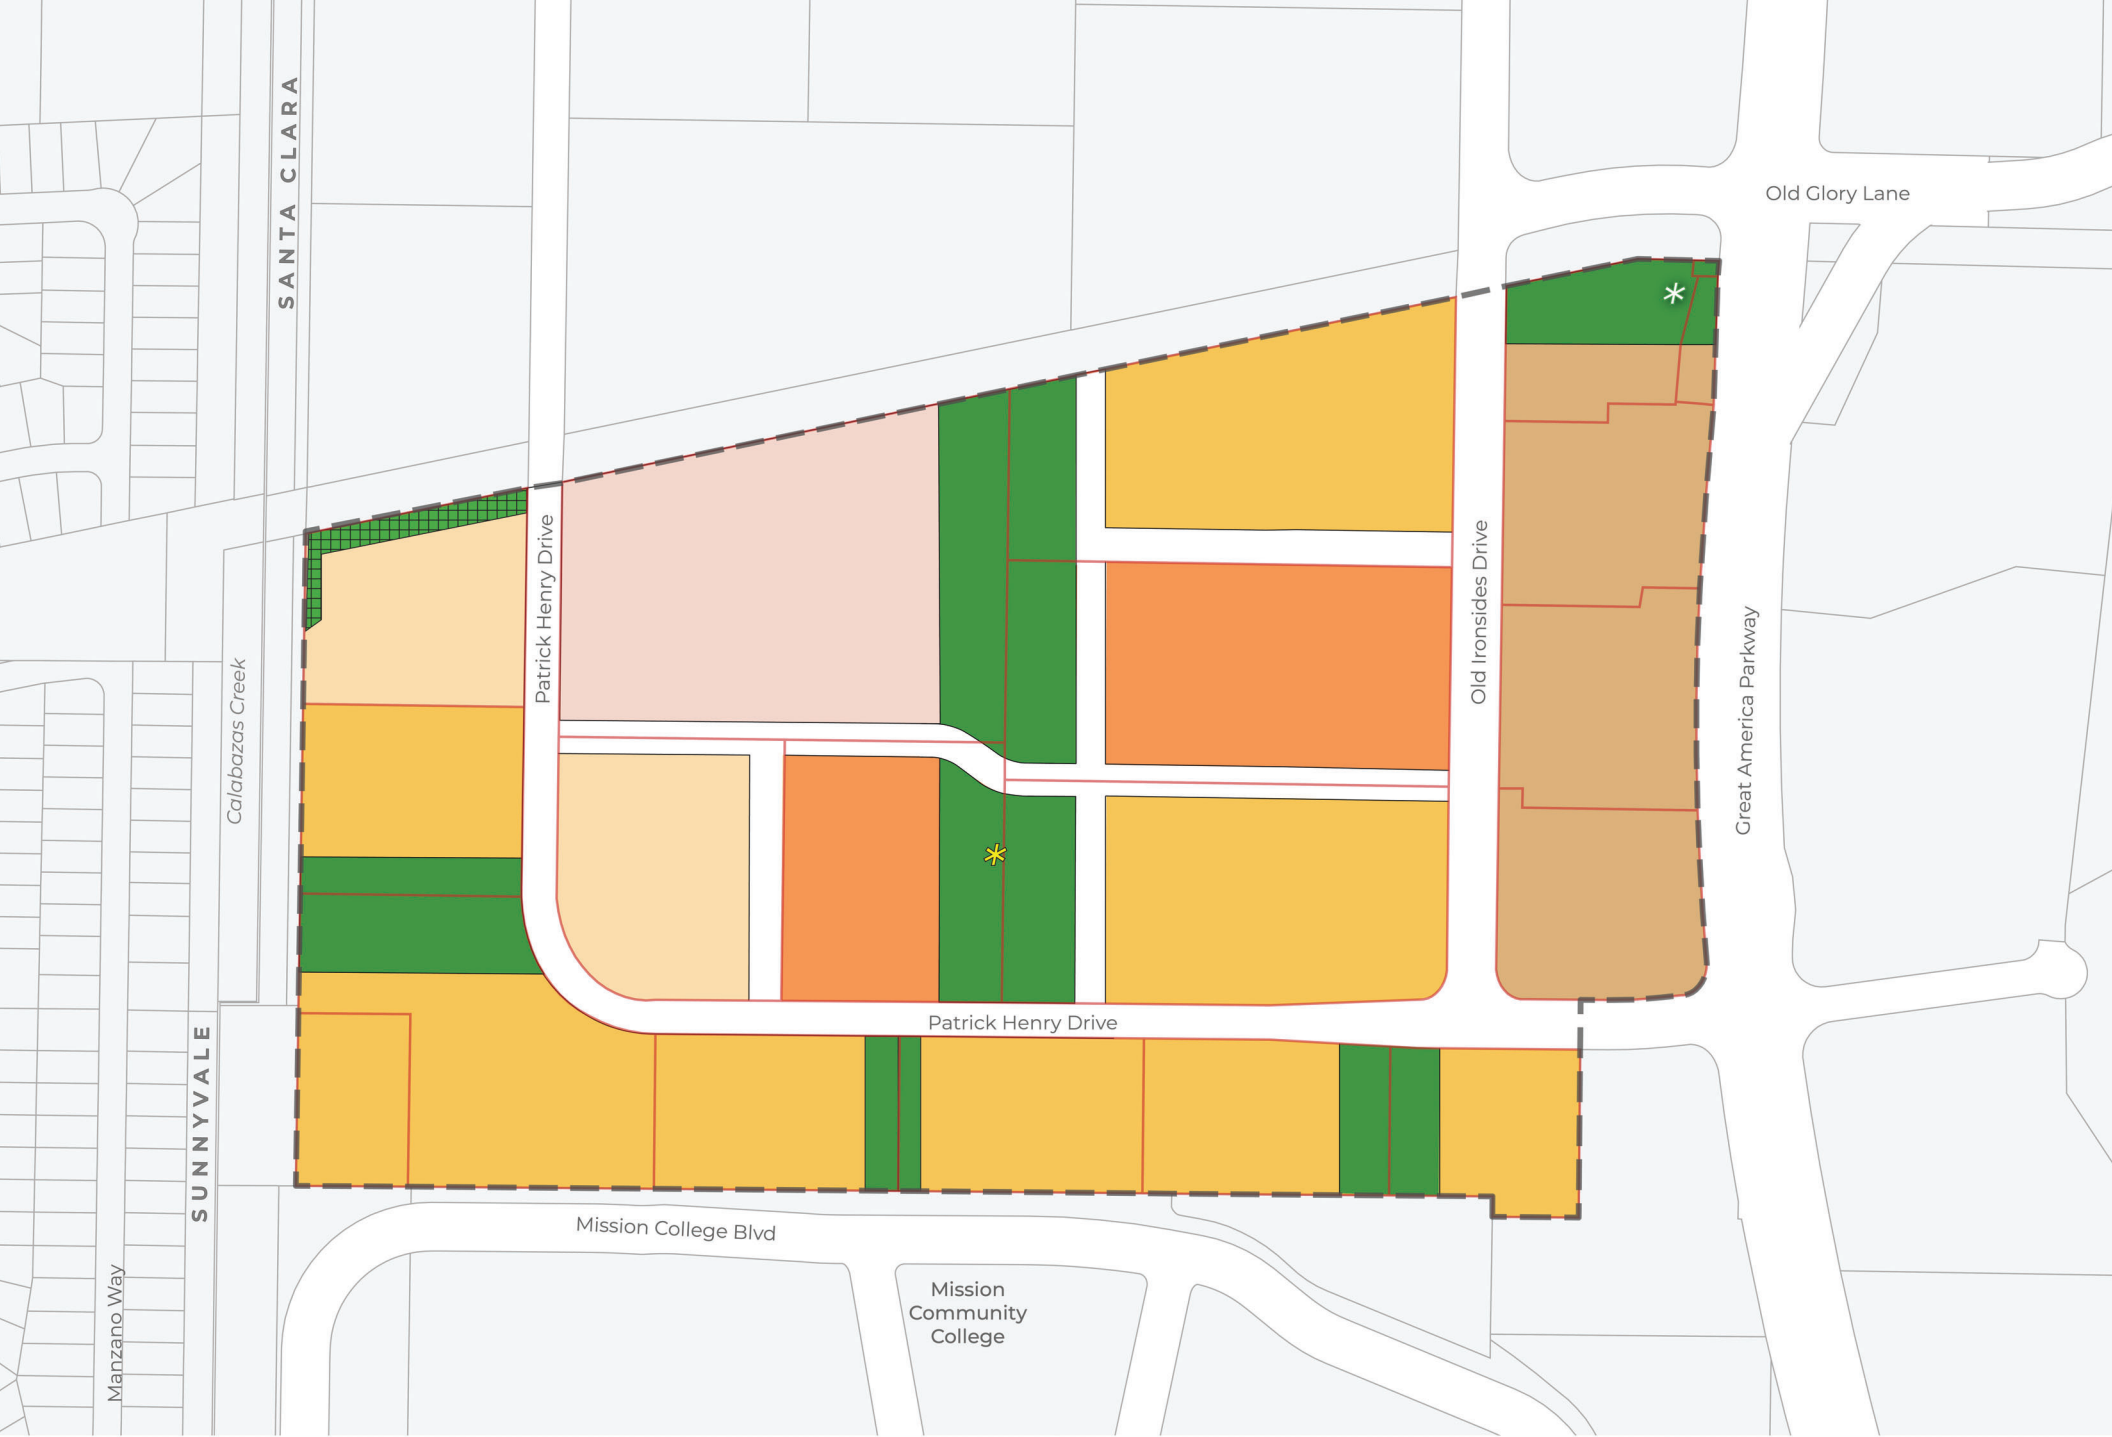 SANTA CLARA
Old Glory Lane
*
Patrick Henry Drive
Old Ironsides Drive
Great America Parkway
Calabazas Creek
*
Patrick Henry Drive
SUNNYVALE
Mission College Blvd
Manzano Way
Mission
Community
College